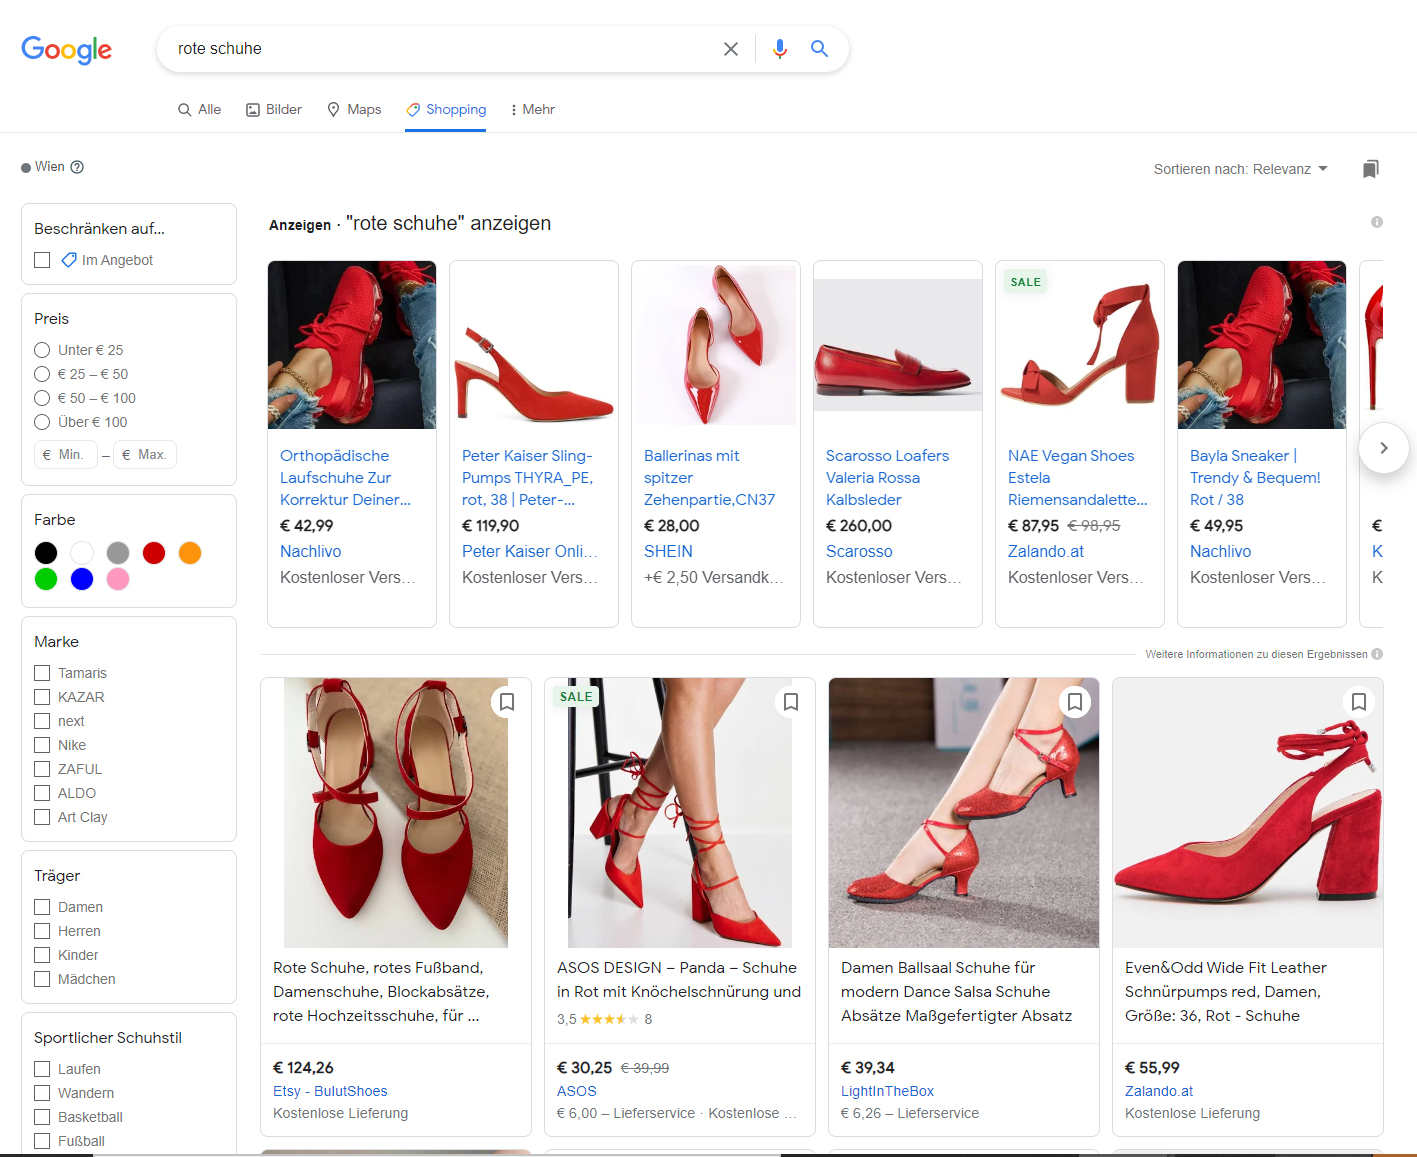 Google
rote schuhe
Alle
Bilder
Maps
Shopping
Mehr
Wien
Sortieren nach: Relevanz
Beschränken auf...
Im Angebot
Preis
Unter € 25
€ 25 – € 50
€ 50 – € 100
Über € 100
€ Min. – € Max.
Farbe
Marke
Tamaris
KAZAR
next
Nike
ZAFUL
ALDO
Art Clay
Träger
Damen
Herren
Kinder
Mädchen
Sportlicher Schuhstil
Laufen
Wandern
Basketball
Fußball
Anzeigen · "rote schuhe" anzeigen
Orthopädische
Laufschuhe Zur
Korrektur Deiner...
€ 42,99
Nachlivo
Kostenloser Vers...
Peter Kaiser Sling-
Pumps THYRA_PE,
rot, 38 | Peter-...
€ 119,90
Peter Kaiser Onli...
Kostenloser Vers...
Ballerinas mit
spitzer
Zehenpartie,CN37
€ 28,00
SHEIN
+€ 2,50 Versandk...
Scarosso Loafers
Valeria Rossa
Kalbsleder
€ 260,00
Scarosso
Kostenloser Vers...
SALE
NAE Vegan Shoes
Estela
Riemensandalette...
€ 87,95 € 98,95
Zalando.at
Kostenloser Vers...
Bayla Sneaker |
Trendy & Bequem!
Rot / 38
€ 49,95
Nachlivo
Kostenloser Vers...
€
K
K
Weitere Informationen zu diesen Ergebnissen
Rote Schuhe, rotes Fußband,
Damenschuhe, Blockabsätze,
rote Hochzeitsschuhe, für ...
€ 124,26
Etsy - BulutShoes
Kostenlose Lieferung
SALE
ASOS DESIGN – Panda – Schuhe
in Rot mit Knöchelschnürung und
3,5 8
€ 30,25 € 39,99
ASOS
€ 6,00 – Lieferservice · Kostenlose ...
Damen Ballsaal Schuhe für
modern Dance Salsa Schuhe
Absätze Maßgefertigter Absatz
€ 39,34
LightInTheBox
€ 6,26 – Lieferservice
Even&Odd Wide Fit Leather
Schnürpumps red, Damen,
Größe: 36, Rot - Schuhe
€ 55,99
Zalando.at
Kostenlose Lieferung